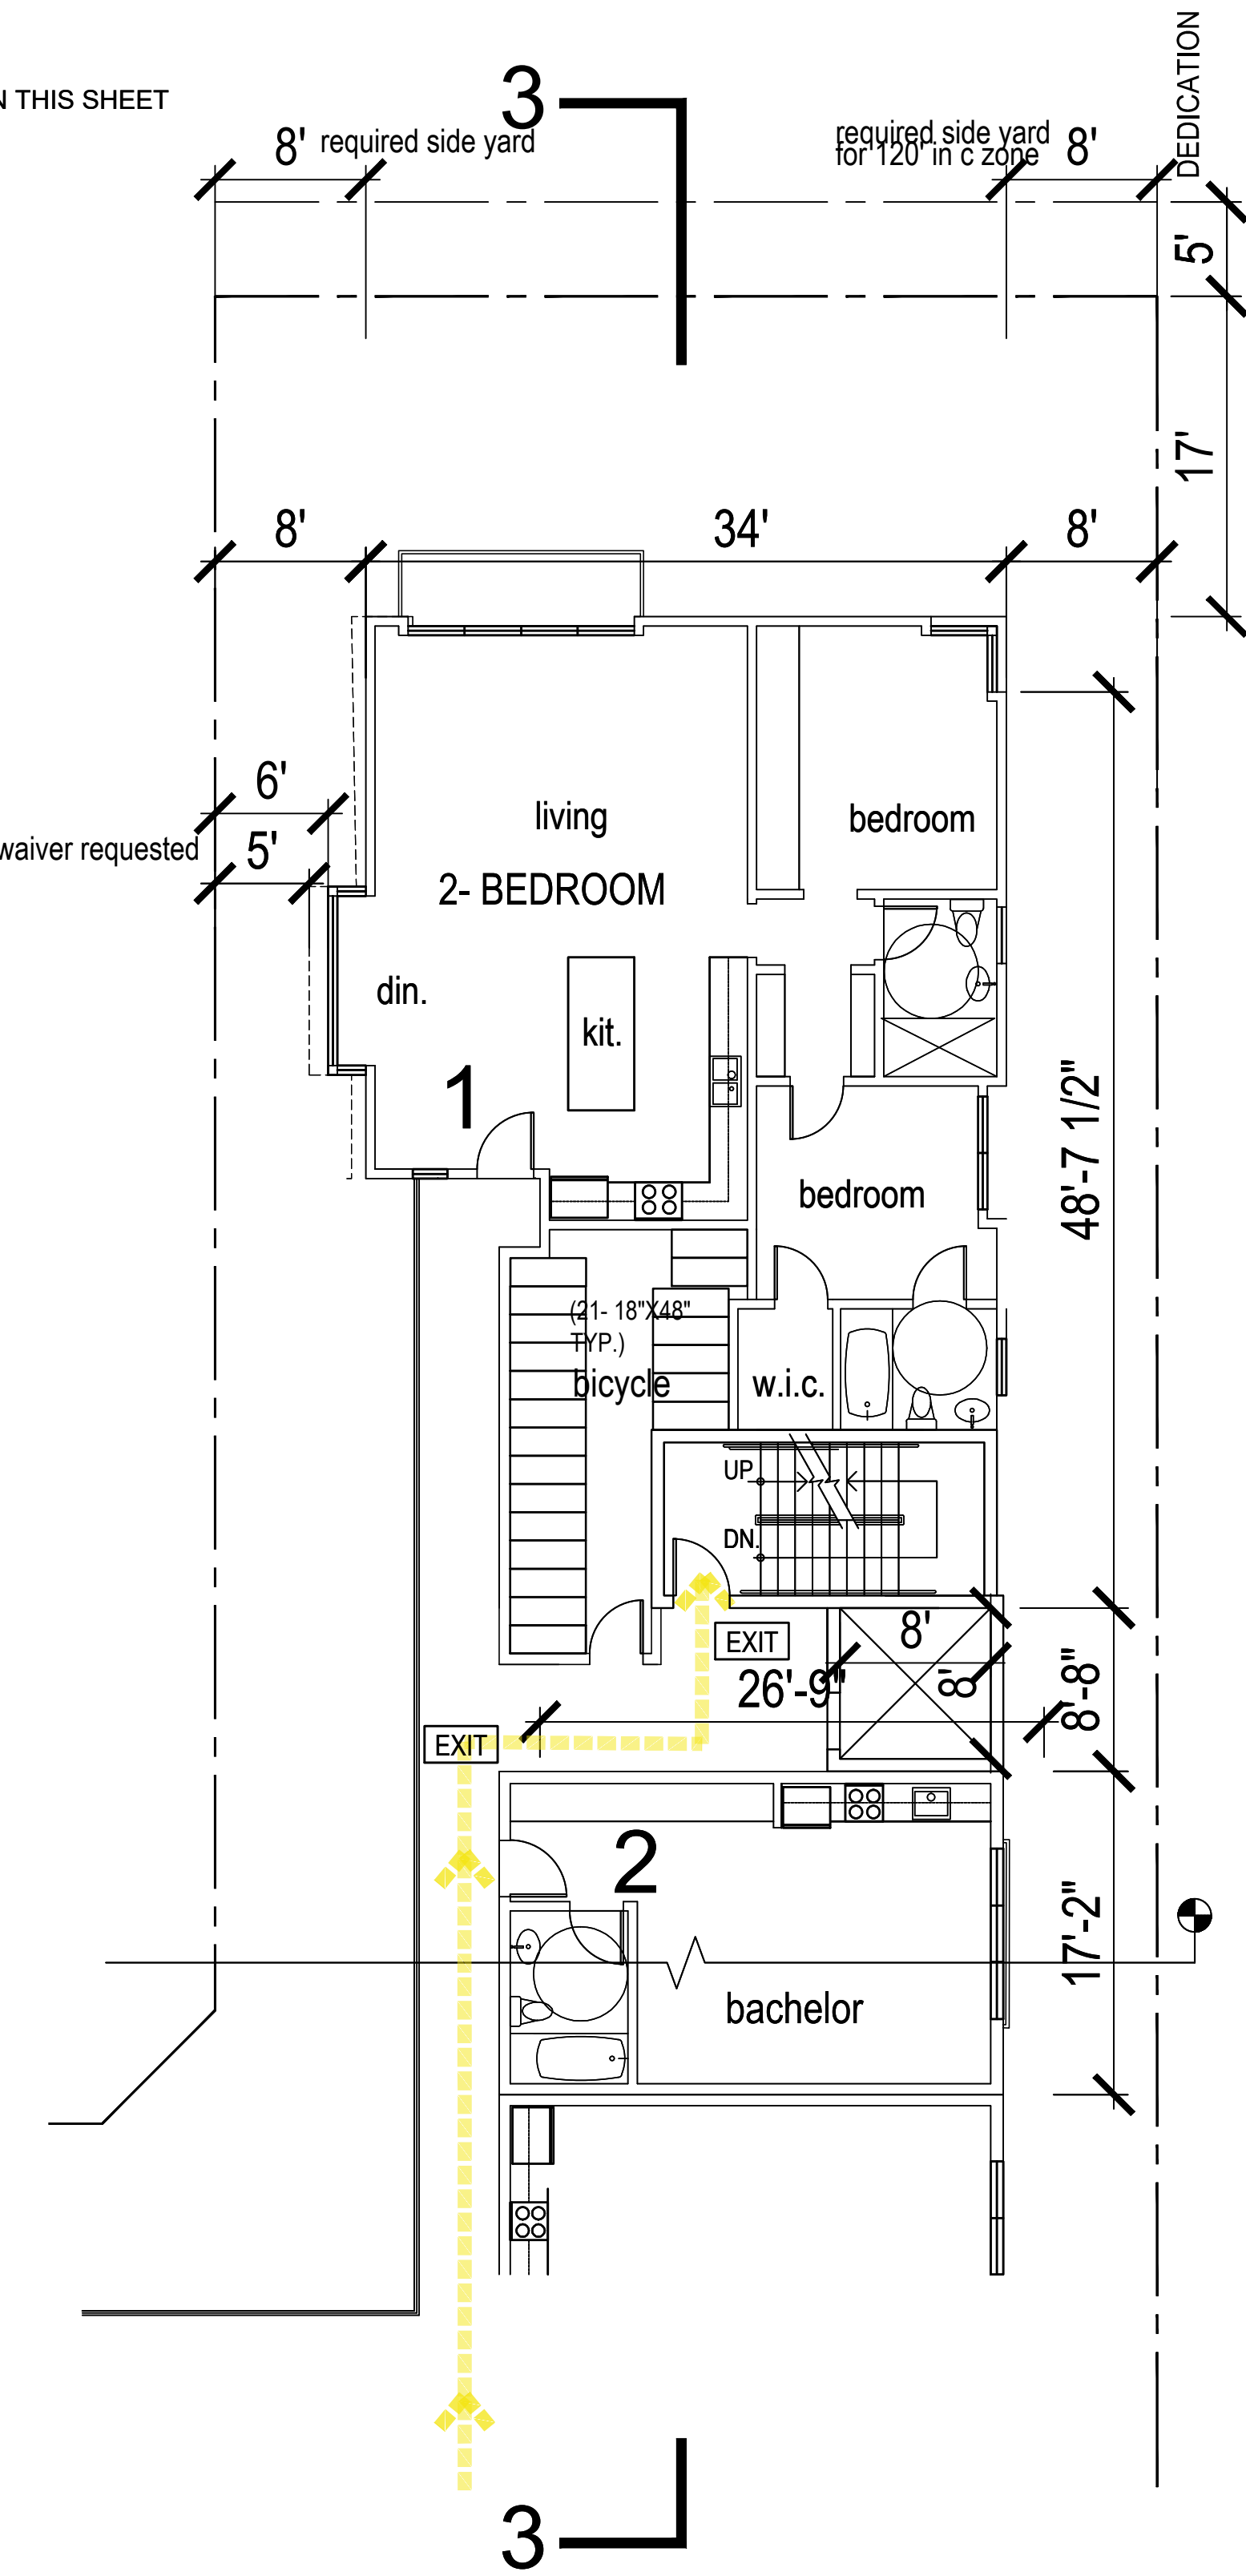 DEDICATION
3
N THIS SHEET
8' required side yard
required side yard
for 120' in c zone
8'
5'
17'
8'
34'
8'
6'
waiver requested 5'
living
bedroom
2- BEDROOM
din.
kit.
1
48'-7 1/2"
bedroom
(21- 18"X48"
TYP.)
bicycle
w.i.c.
UP
DN.
EXIT
8'
8'
26'-9"
8'-8"
EXIT
2
17'-2"
bachelor
3